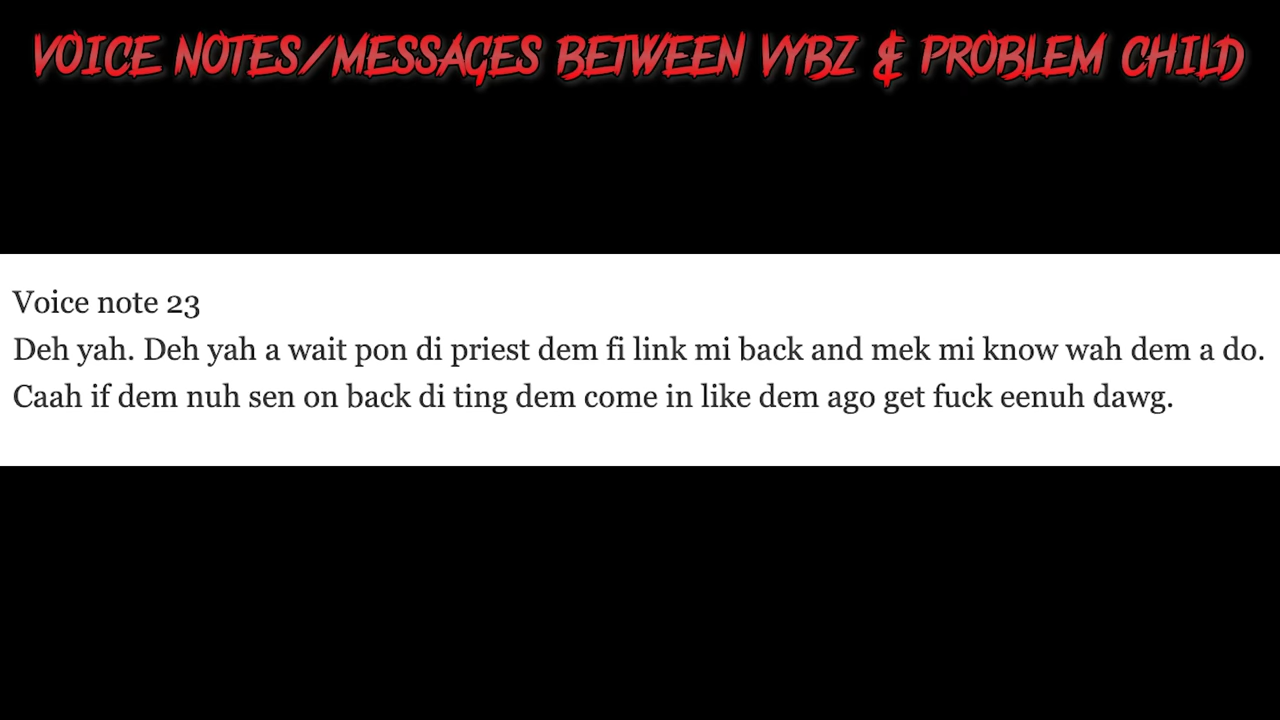 VOICE NOTES/MESSAGES BETWEEN VYBZ & PROBLEM CHILD
Voice note 23
Deh yah. Deh yah a wait pon di priest dem fi link mi back and mek mi know wah dem a do.
Caah if dem nuh sen on back di ting dem come in like dem ago get fuck eenuh dawg.